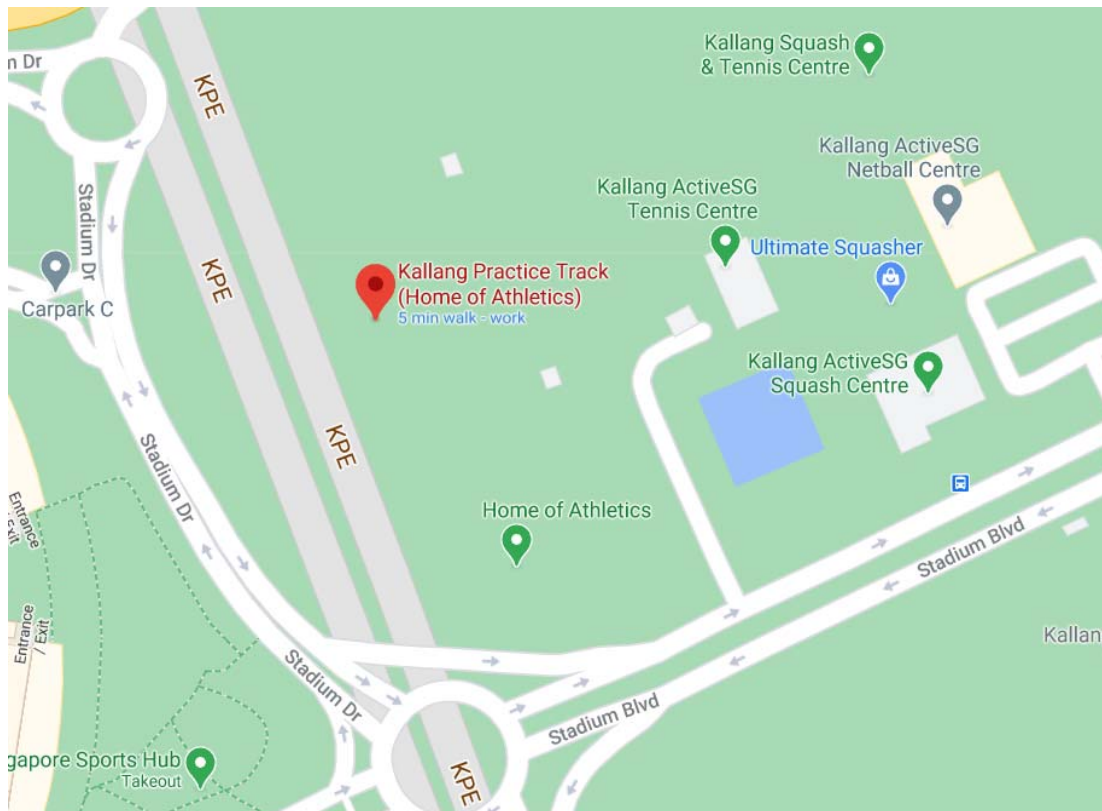 n Dr
KPE
Kallang Squash
& Tennis Centre
Kallang ActiveSG
Netball Centre
Kallang ActiveSG
Tennis Centre
Stadium Dr
Ultimate Squasher
KPE
Kallang Practice Track
(Home of Athletics)
5 min walk - work
Carpark C
Kallang ActiveSG
Squash Centre
KPE
Stadium Dr
Entrance
/ Exit
Home of Athletics
Stadium Blvd
Entrance
/ Exit
Kallan
Stadium Dr
Stadium Blvd
gapore Sports Hub
Takeout
KPE